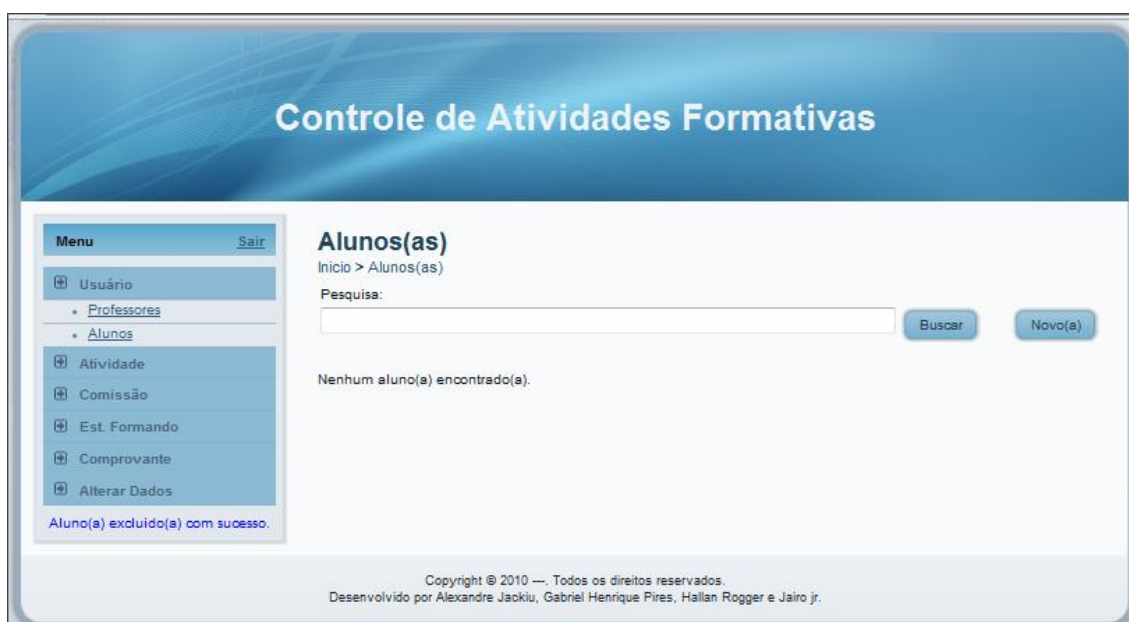 Controle de Atividades Formativas
Menu Sair
Usuário
Professores
Alunos
Atividade
Comissão
Est. Formando
Comprovante
Alterar Dados
Aluno(a) excluido(a) com sucesso.
Alunos(as)
Inicio > Alunos(as)
Pesquisa:
Buscar Novo(a)
Nenhum aluno(a) encontrado(a).
Copyright © 2010 ---. Todos os direitos reservados.
Desenvolvido por Alexandre Jackiu, Gabriel Henrique Pires, Hallan Rogger e Jairo jr.